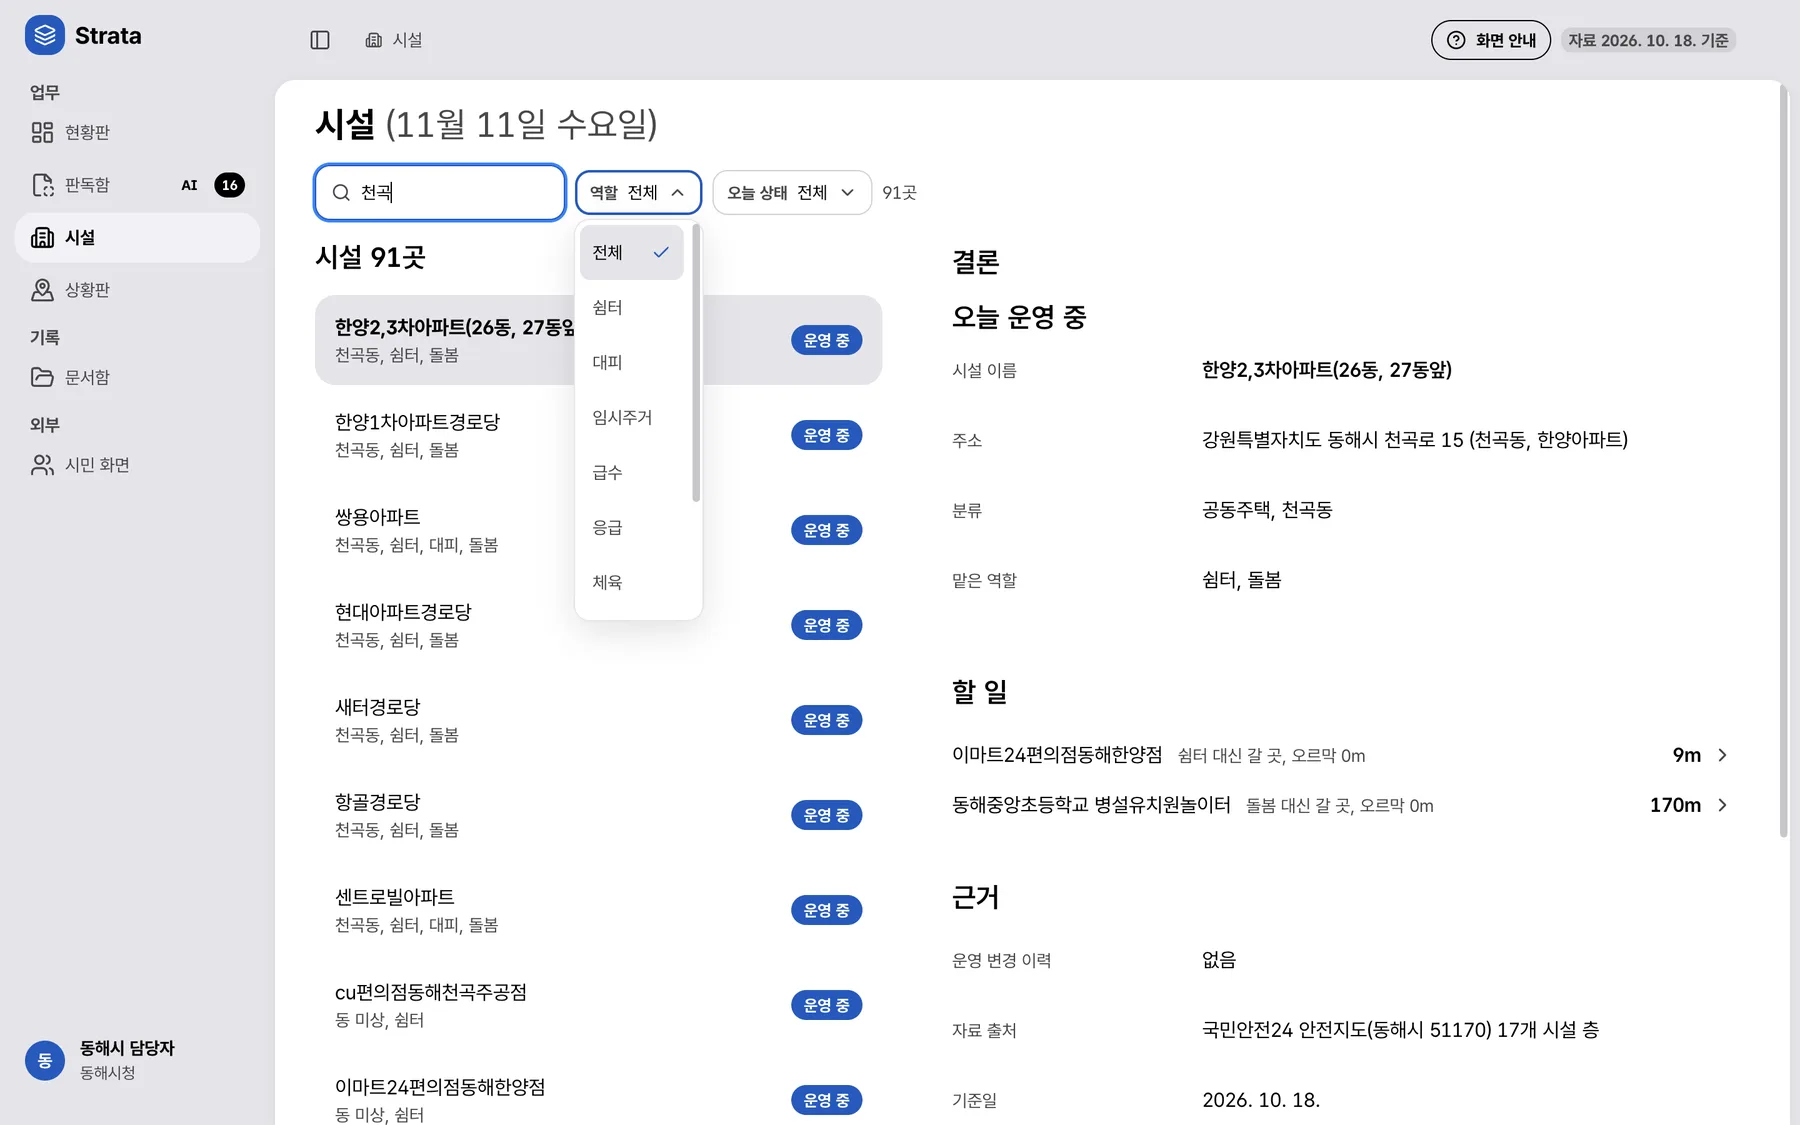 Strata
업무
현황판
판독함 AI 16
시설
상황판
기록
문서함
외부
시민 화면
동
동해시 담당자
동해시청
시설
화면 안내
자료 2026. 10. 18. 기준
시설 (11월 11일 수요일)
천곡
역할 전체
오늘 상태 전체
91곳
전체
쉼터
대피
임시주거
급수
응급
체육
시설 91곳
한양2,3차아파트(26동, 27동앞
천곡동, 쉼터, 돌봄
운영 중
한양1차아파트경로당
천곡동, 쉼터, 돌봄
운영 중
쌍용아파트
천곡동, 쉼터, 대피, 돌봄
운영 중
현대아파트경로당
천곡동, 쉼터, 돌봄
운영 중
새터경로당
천곡동, 쉼터, 돌봄
운영 중
항골경로당
천곡동, 쉼터, 돌봄
운영 중
센트로빌아파트
천곡동, 쉼터, 대피, 돌봄
운영 중
cu편의점동해천곡주공점
동 미상, 쉼터
운영 중
이마트24편의점동해한양점
동 미상, 쉼터
운영 중
결론
오늘 운영 중
시설 이름 한양2,3차아파트(26동, 27동앞)
주소 강원특별자치도 동해시 천곡로 15 (천곡동, 한양아파트)
분류 공동주택, 천곡동
맡은 역할 쉼터, 돌봄
할 일
이마트24편의점동해한양점 쉼터 대신 갈 곳, 오르막 0m 9m
동해중앙초등학교 병설유치원놀이터 돌봄 대신 갈 곳, 오르막 0m 170m
근거
운영 변경 이력 없음
자료 출처 국민안전24 안전지도(동해시 51170) 17개 시설 층
기준일 2026. 10. 18.